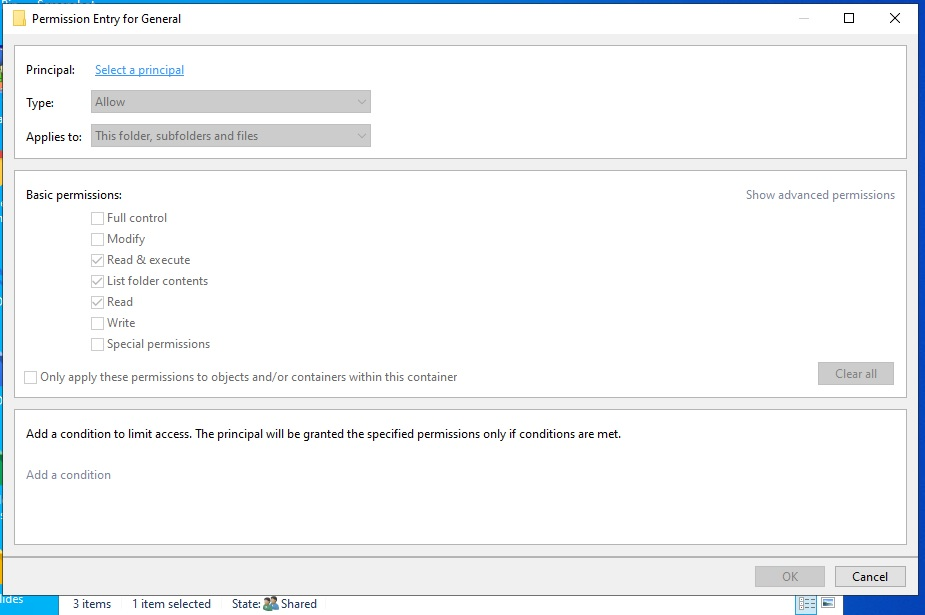 Permission Entry for General
Principal: Select a principal
Type: Allow
Applies to: This folder, subfolders and files
Basic permissions: Show advanced permissions
Full control
Modify
Read & execute
List folder contents
Read
Write
Special permissions
Only apply these permissions to objects and/or containers within this container
Clear all
Add a condition to limit access. The principal will be granted the specified permissions only if conditions are met.
Add a condition
OK Cancel
3 items 1 item selected State: Shared